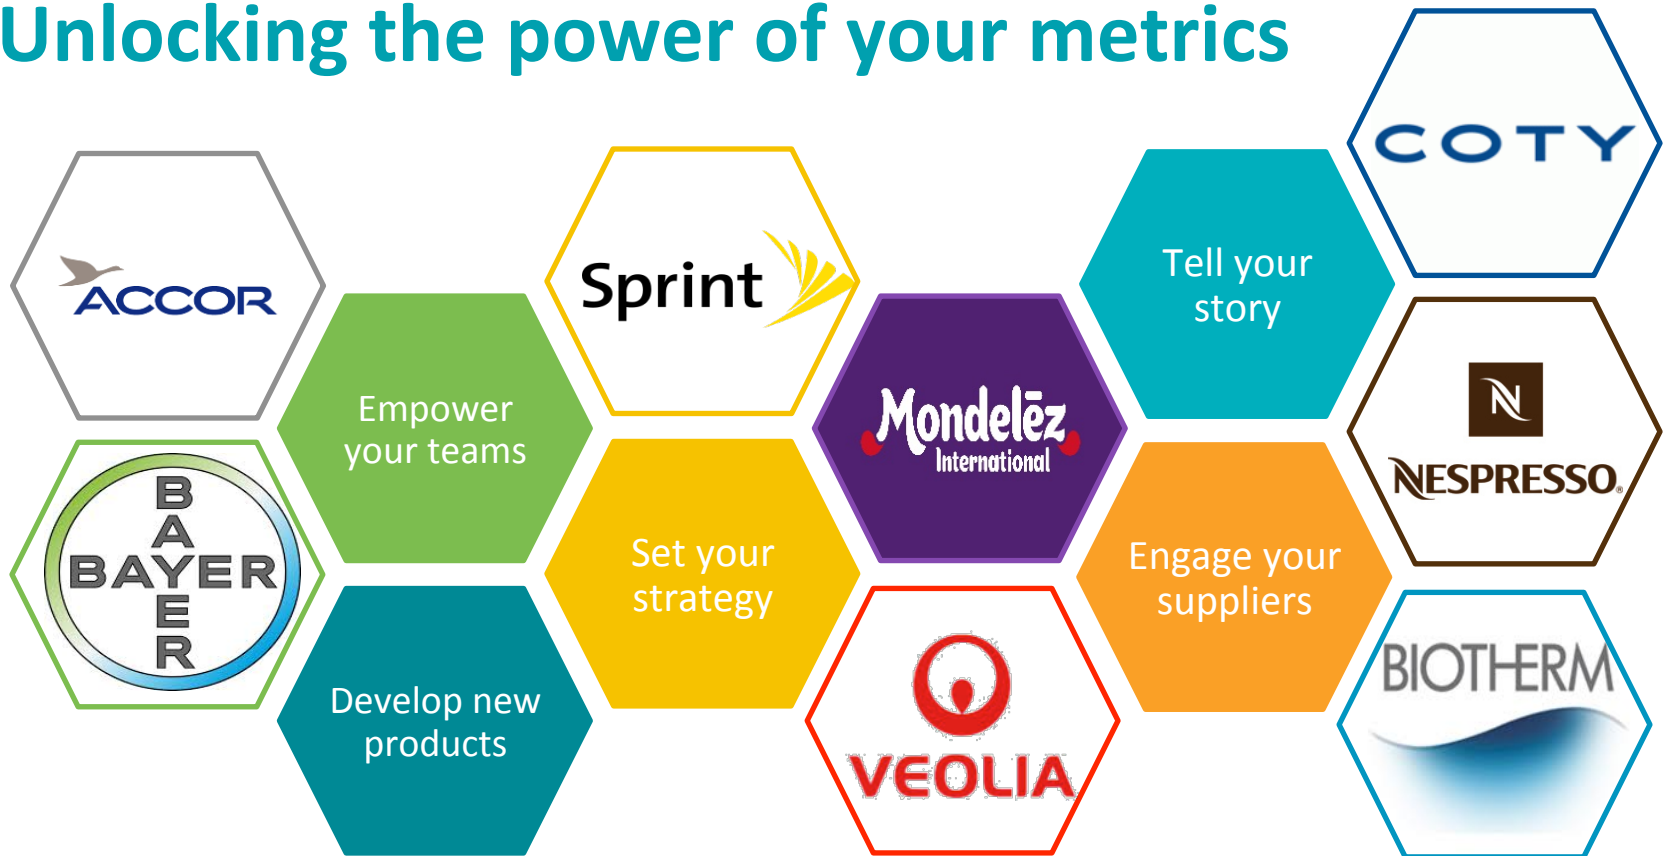 Unlocking the power of your metrics
COTY
ACCOR
Sprint
Tell your
story
Empower
your teams
Mondelēz
International
N
NESPRESSO®
BAYER
BAYER
Set your
strategy
Engage your
suppliers
Develop new
products
VEOLIA
BIOTHERM